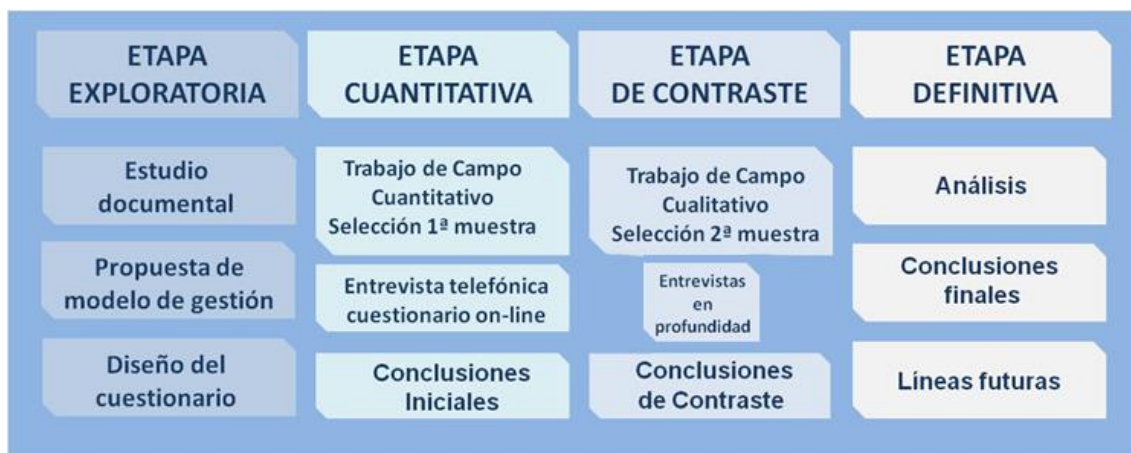 ETAPA
EXPLORATORIA
Estudio
documental
Propuesta de
modelo de gestión
Diseño del
cuestionario
ETAPA
CUANTITATIVA
Trabajo de Campo
Cuantitativo
Selección 1ª muestra
Entrevista telefónica
cuestionario on-line
Conclusiones
Iniciales
ETAPA
DE CONTRASTE
Trabajo de Campo
Cualitativo
Selección 2ª muestra
Entrevistas
en
profundidad
Conclusiones
de Contraste
ETAPA
DEFINITIVA
Análisis
Conclusiones
finales
Líneas futuras